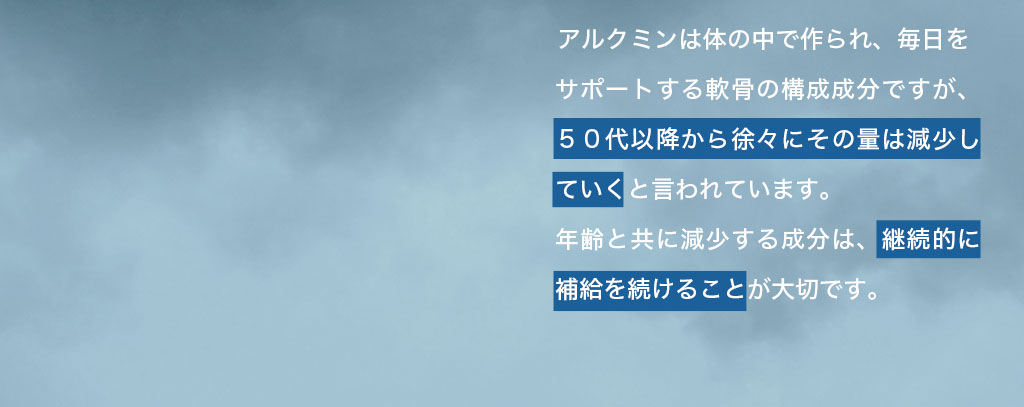 アルクミンは体の中で作られ、毎日を
サポートする軟骨の構成成分ですが、
５０代以降から徐々にその量は減少し
ていくと言われています。
年齢と共に減少する成分は、継続的に
補給を続けることが大切です。